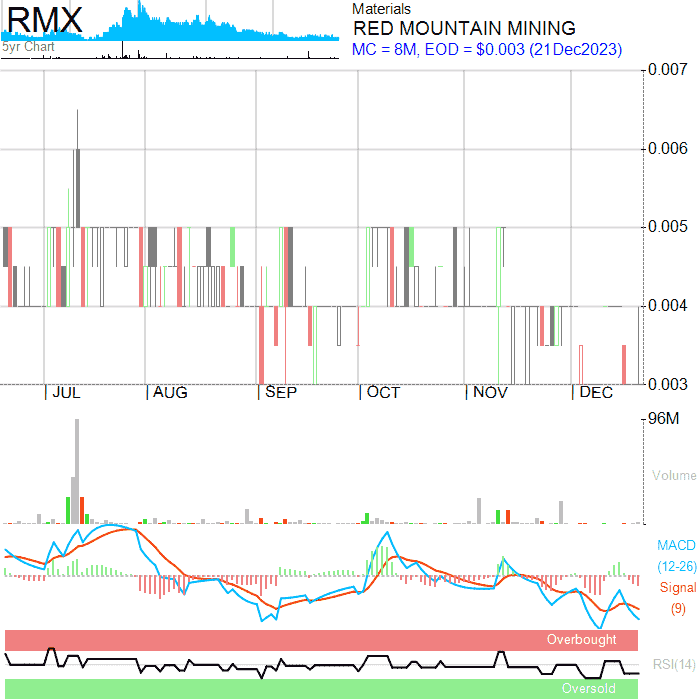 RMX
5yr Chart
Materials
RED MOUNTAIN MINING
MC = 8M, EOD = $0.003 (21Dec2023)
0.007
0.006
0.005
0.004
0.003
JUL AUG SEP OCT NOV DEC
96M
Volume
MACD
(12-26)
Signal
(9)
Overbought
RSI(14)
Oversold